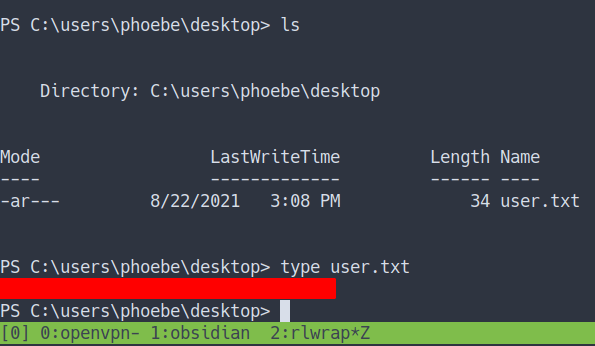 PS C:\users\phoebe\desktop> ls
Directory: C:\users\phoebe\desktop
Mode LastWriteTime Length Name
---- ------------- ------ ----
-ar--- 8/22/2021 3:08 PM 34 user.txt
PS C:\users\phoebe\desktop> type user.txt
PS C:\users\phoebe\desktop>
[0] 0:openvpn- 1:obsidian 2:rlwrap*Z